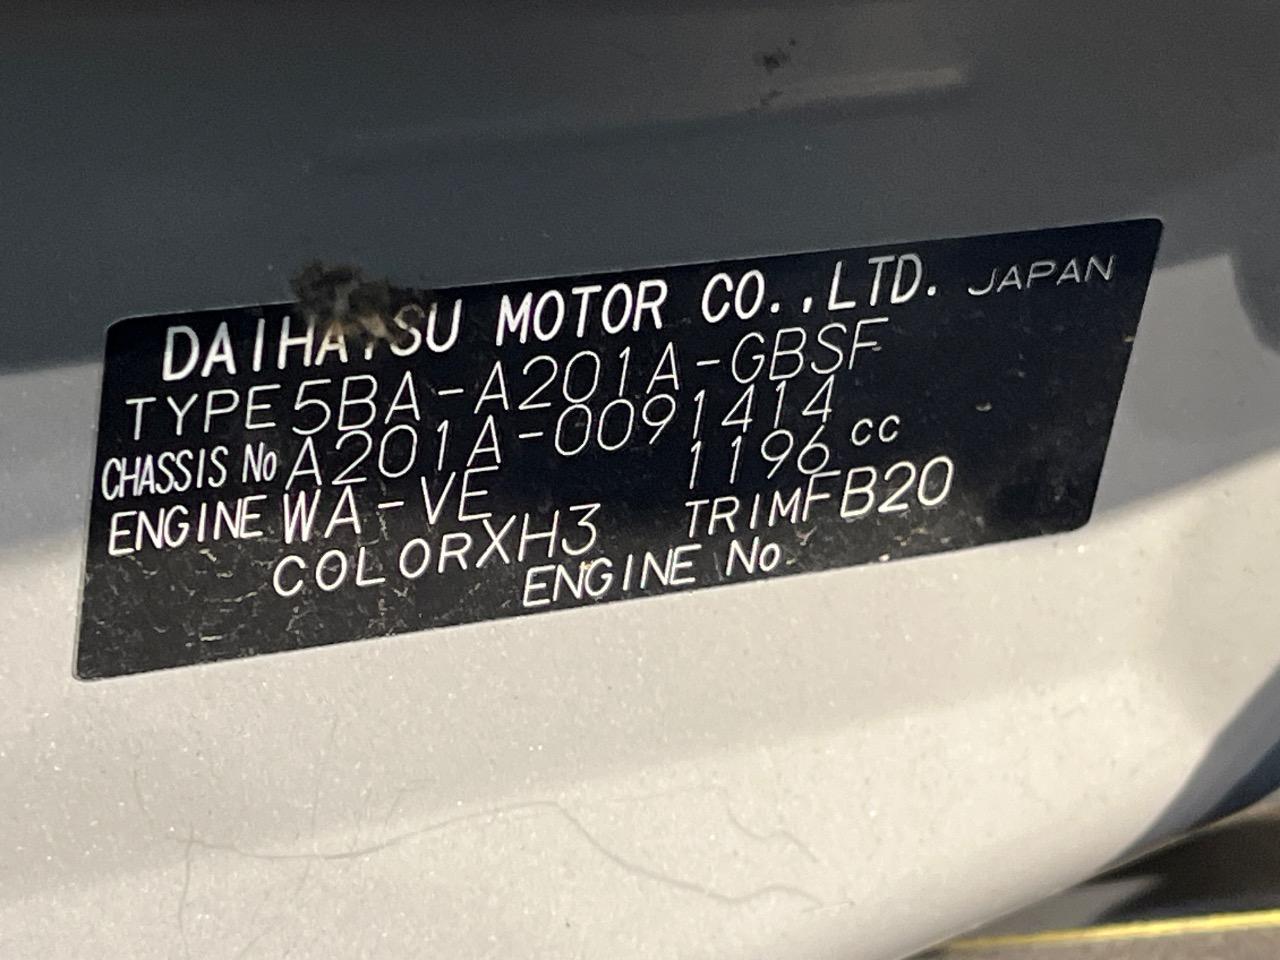 DAIHATSU MOTOR CO.,LTD. JAPAN
TYPE 5BA-A201A-GBSF
CHASSIS No A201A-0091414
ENGINE WA-VE 1196 cc
COLOR XH3 TRIM FB20
ENGINE No